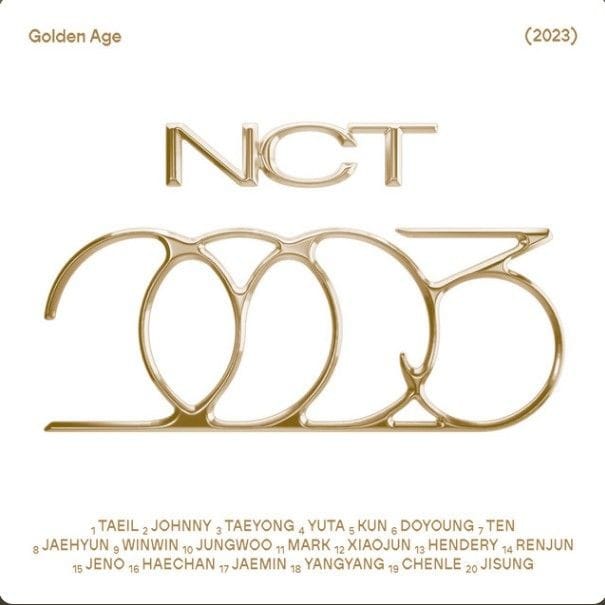 Golden Age (2023)
NCT
2023
1 TAEIL 2 JOHNNY 3 TAEYONG 4 YUTA 5 KUN 6 DOYOUNG 7 TEN
8 JAEHYUN 9 WINWIN 10 JUNGWOO 11 MARK 12 XIAOJUN 13 HENDERY 14 RENJUN
15 JENO 16 HAECHAN 17 JAEMIN 18 YANGYANG 19 CHENLE 20 JISUNG